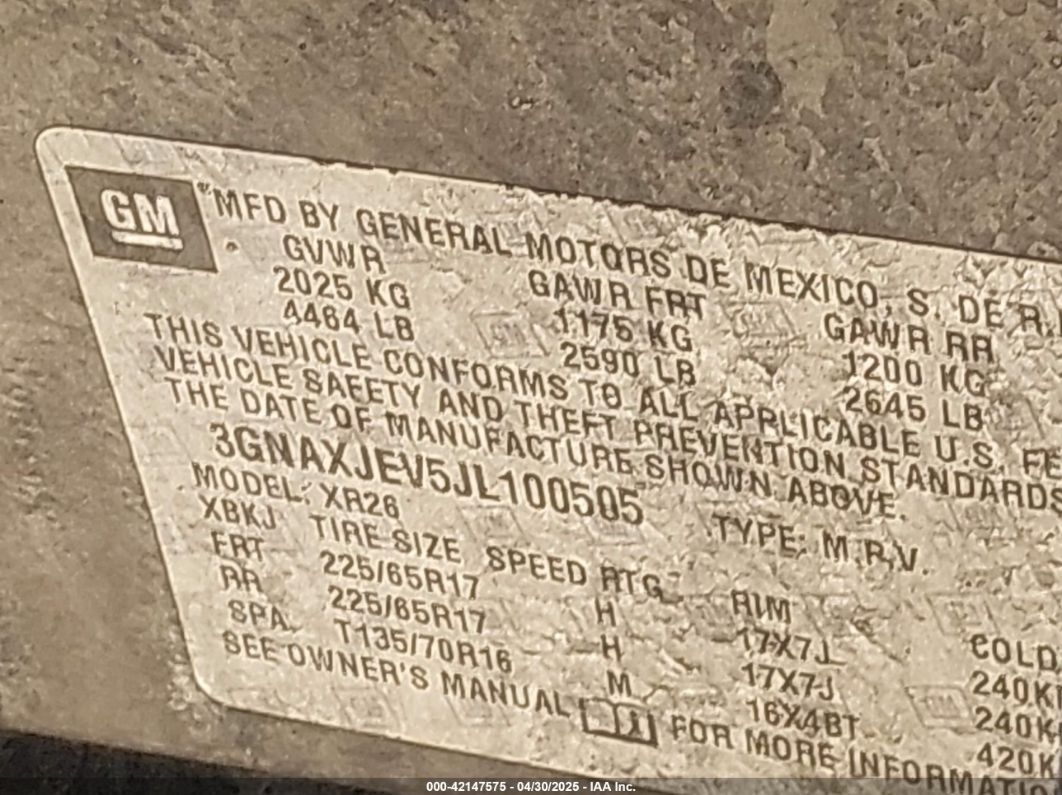 GM
"MFD BY GENERAL MOTORS DE MEXICO, S. DE R.
GVWR GAWR FRT GAWR RR
2025 KG 1175 KG 1200 KG
4464 LB 2590 LB 2645 LB
THIS VEHICLE CONFORMS TO ALL APPLICABLE U.S. FE
VEHICLE SAFETY AND THEFT PREVENTION STANDARDS
THE DATE OF MANUFACTURE SHOWN ABOVE.
3GNAXJEV5JL100505 TYPE: M.P.V.
MODEL: XR26
XBKJ TIRE SIZE SPEED RTG RIM COLD
FRT 225/65R17 H 17X7J 240K
RR 225/65R17 H 17X7J 240K
SPA T135/70R16 M 16X4BT 420K
SEE OWNER'S MANUAL FOR MORE INFORMATIO
000-42147575 - 04/30/2025 - IAA Inc.